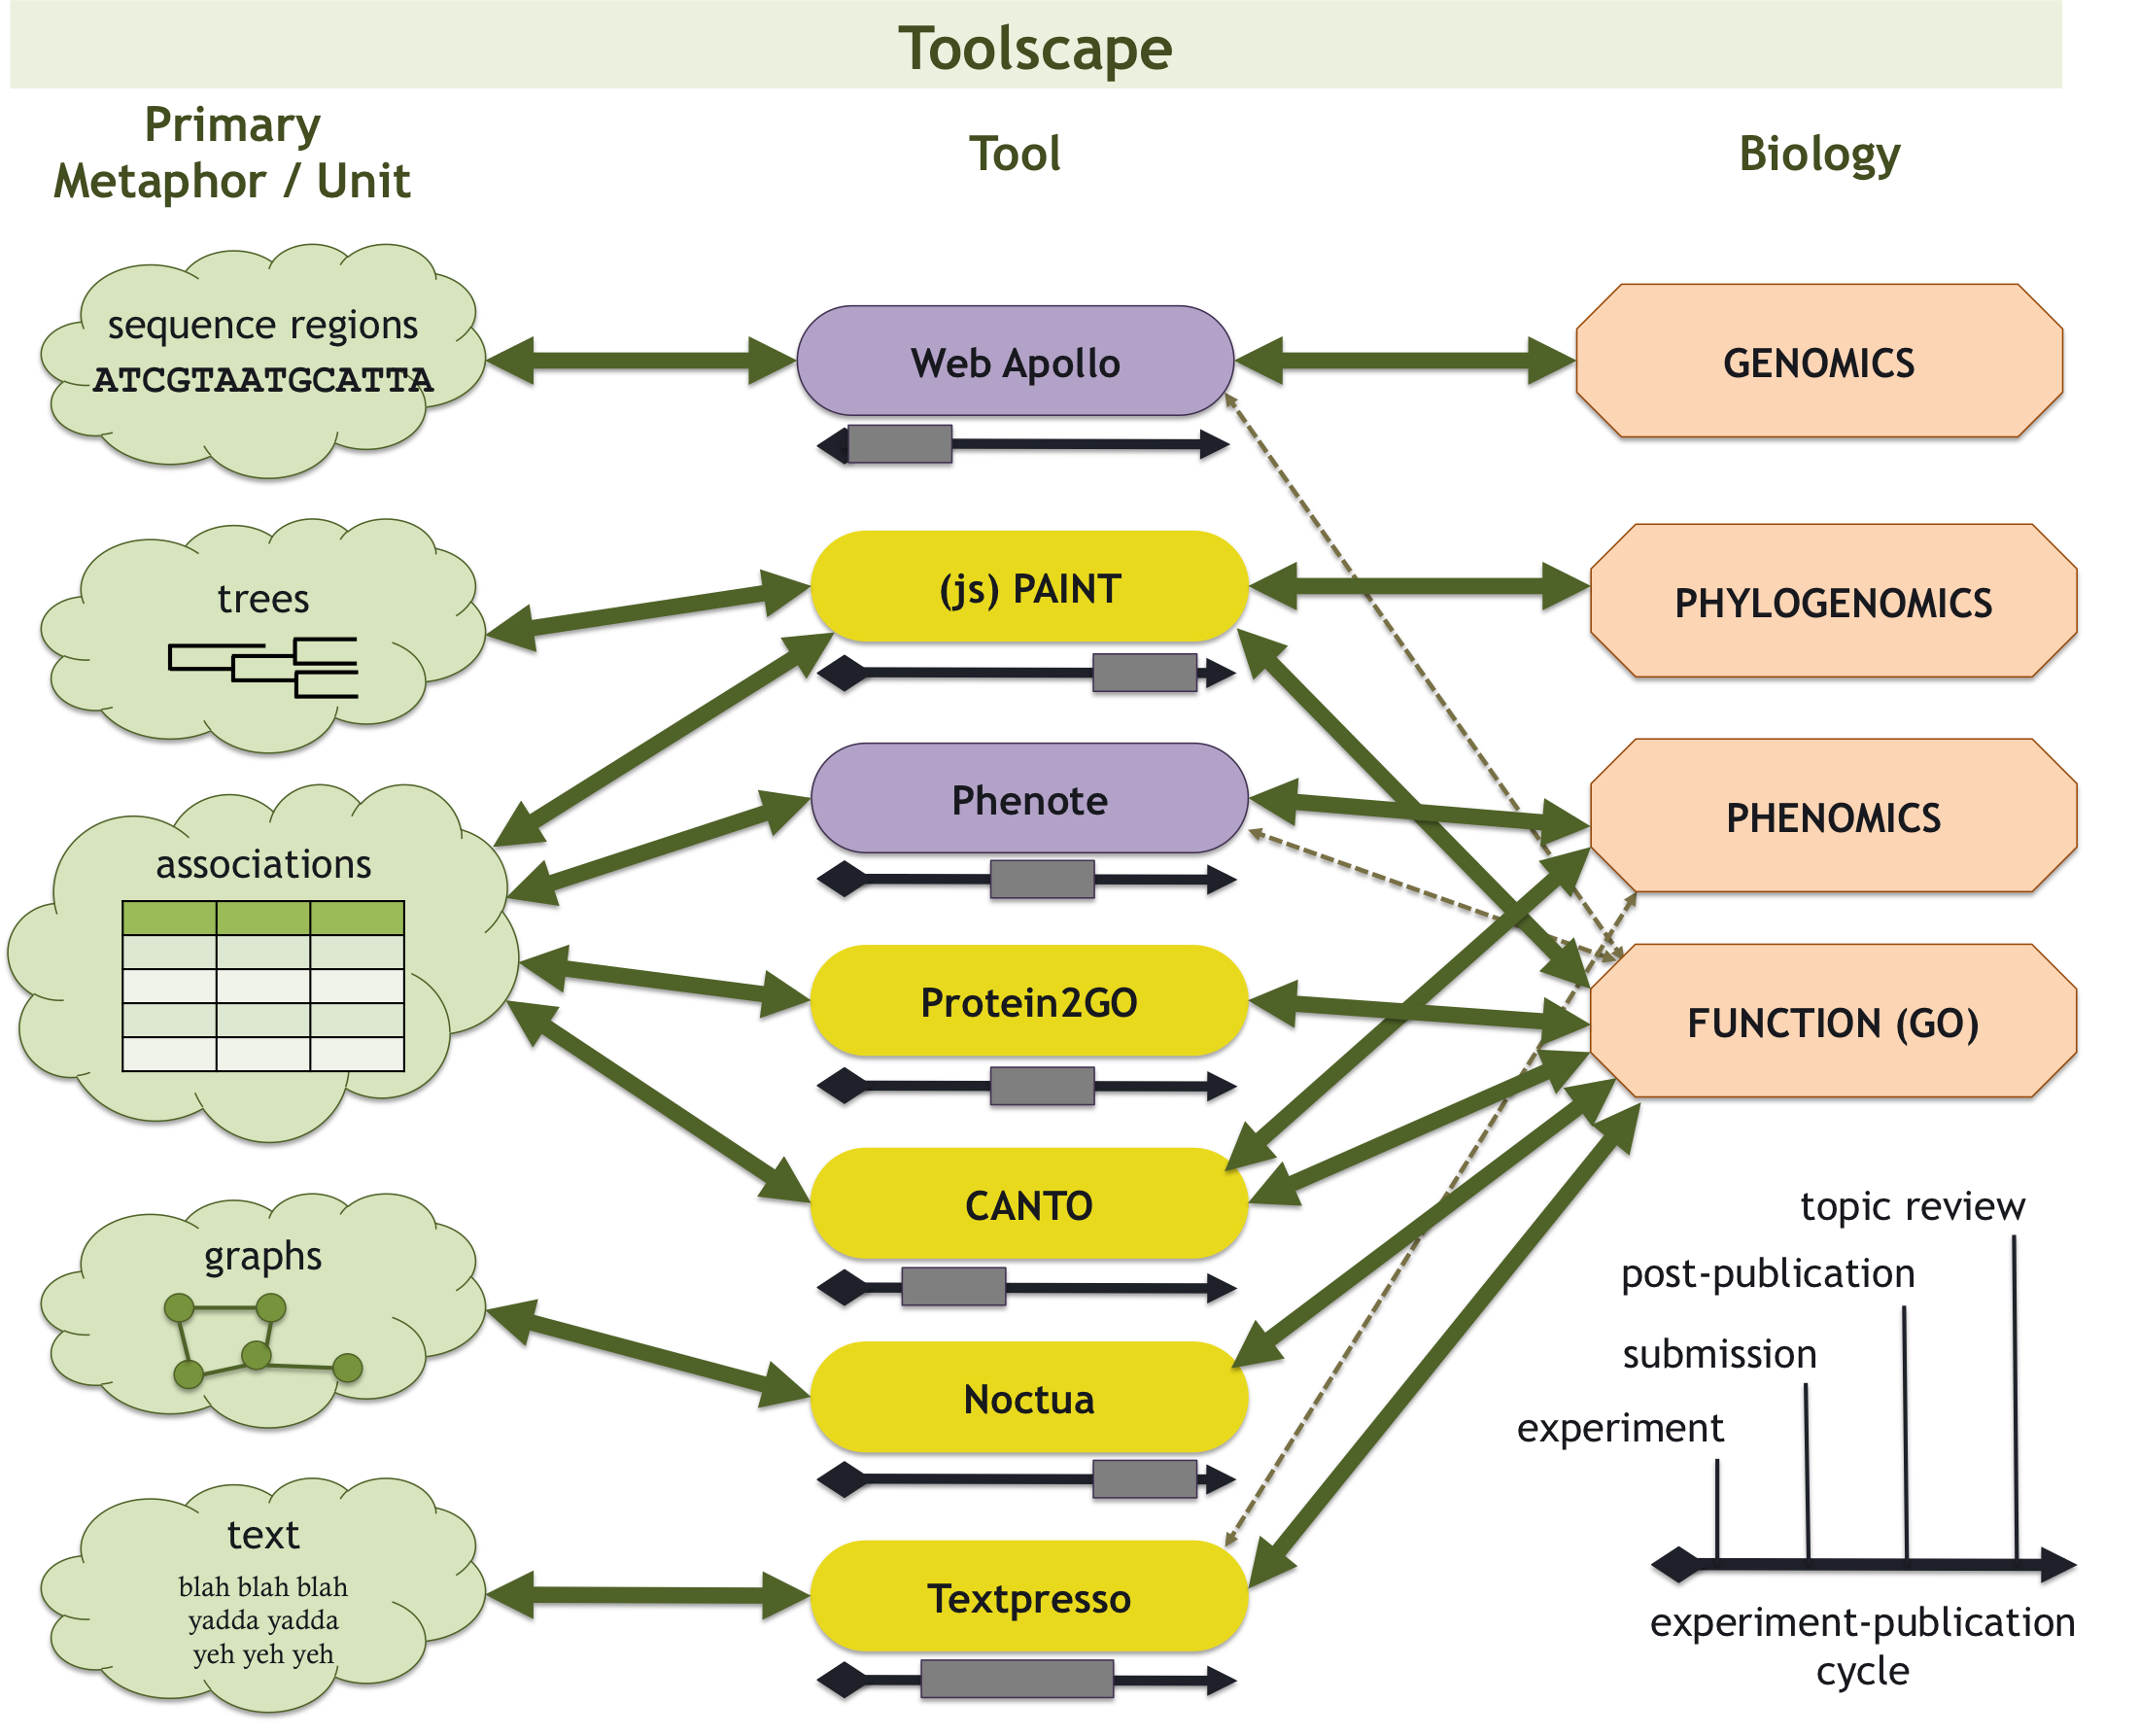 Toolscape
Primary
Metaphor / Unit
Tool
Biology
sequence regions
ATCGTAATGCATTA
Web Apollo
GENOMICS
trees
(js) PAINT
PHYLOGENOMICS
associations
Phenote
PHENOMICS
Protein2GO
FUNCTION (GO)
CANTO
graphs
Noctua
text
blah blah blah
yadda yadda
yeh yeh yeh
Textpresso
topic review
post-publication
submission
experiment
experiment-publication
cycle